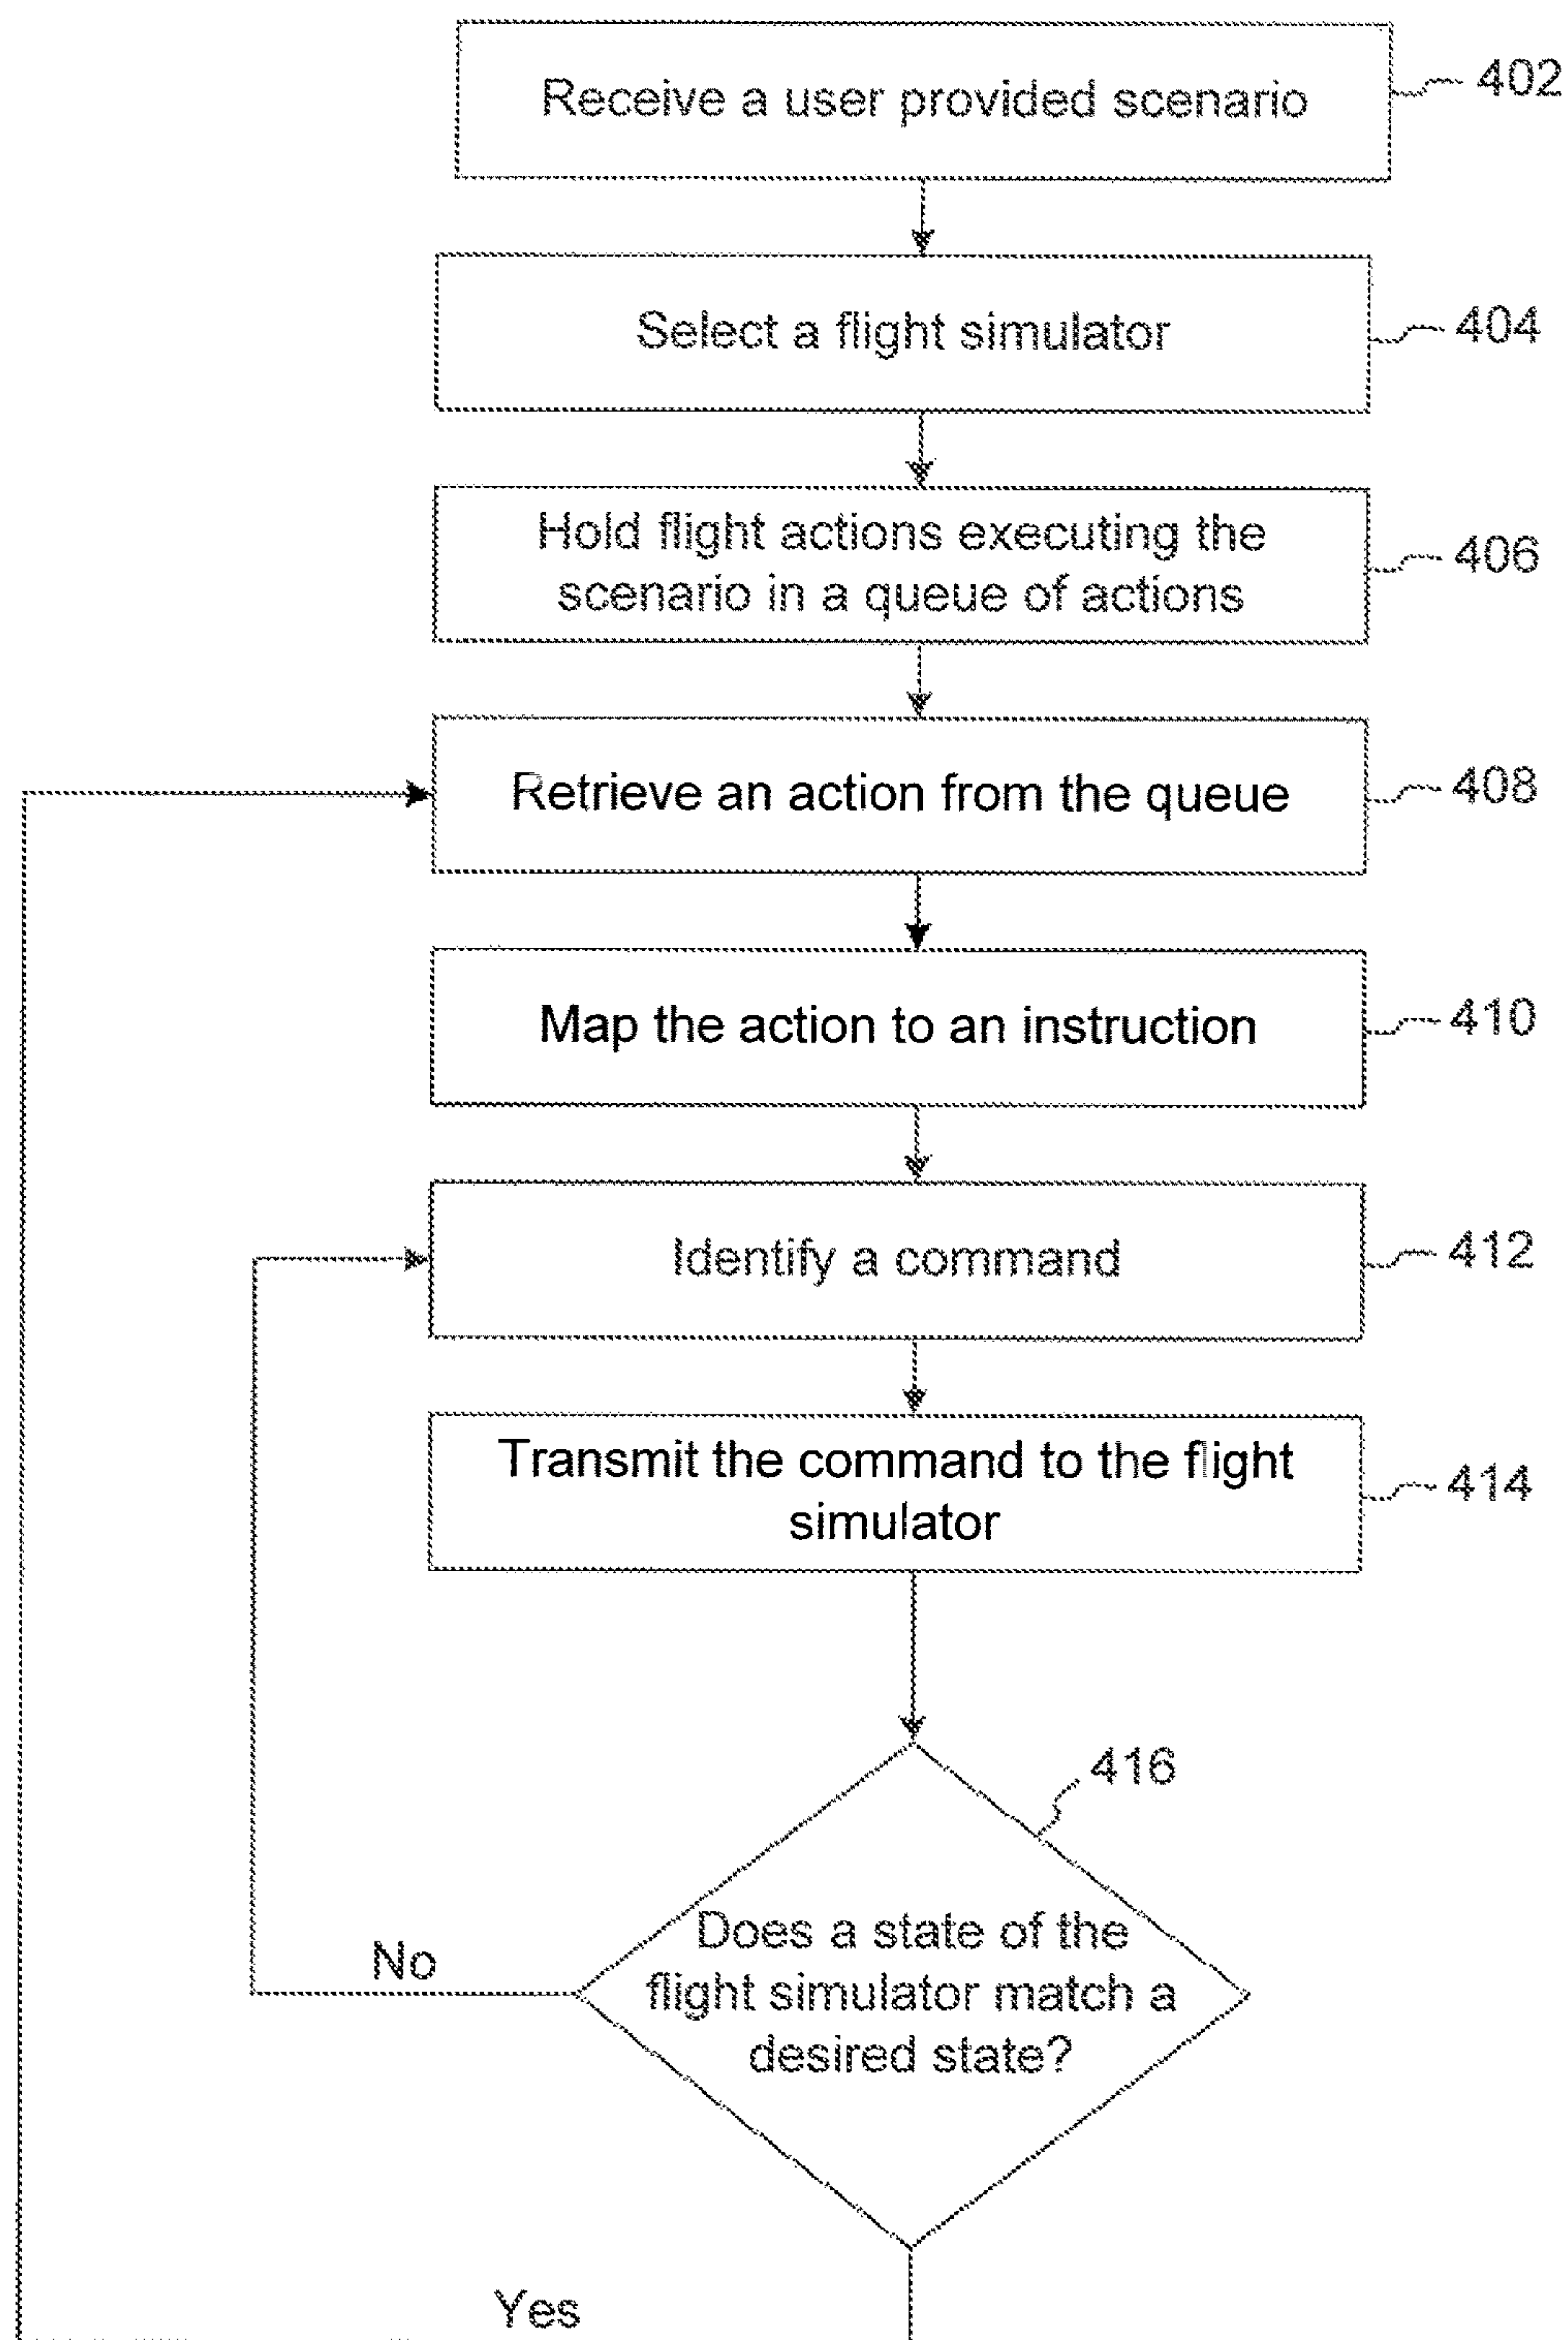 Receive a user provided scenario
402
Select a flight simulator
404
Hold flight actions executing the
scenario in a queue of actions
406
Retrieve an action from the queue
408
Map the action to an instruction
410
Identify a command
412
Transmit the command to the flight
simulator
414
416
Does a state of the
flight simulator match a
desired state?
No
Yes